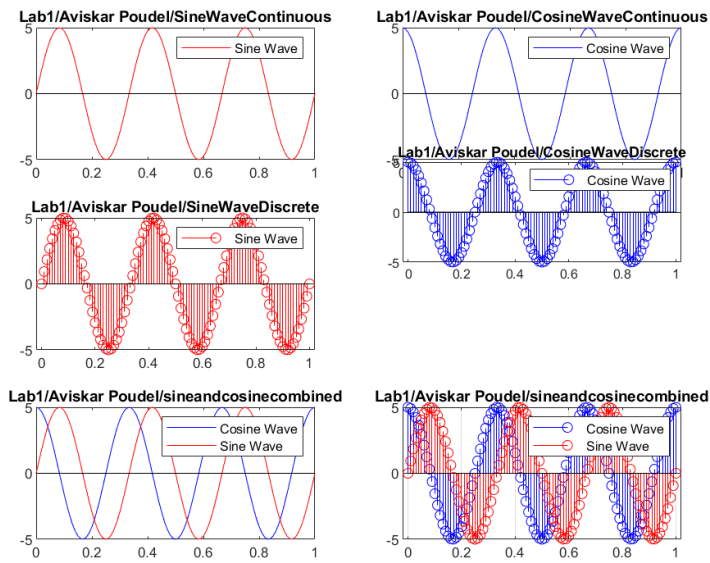 Lab1/Aviskar Poudel/SineWaveContinuous
5
Sine Wave
0
-5
0 0.2 0.4 0.6 0.8 1
Lab1/Aviskar Poudel/CosineWaveContinuous
5
Cosine Wave
0
-5
Lab1/Aviskar Poudel/SineWaveDiscrete
5
Sine Wave
0
-5
0 0.2 0.4 0.6 0.8 1
Lab1/Aviskar Poudel/CosineWaveDiscrete
5
Cosine Wave
0
-5
0 0.2 0.4 0.6 0.8 1
Lab1/Aviskar Poudel/sineandcosinecombined
5
Cosine Wave
Sine Wave
0
-5
0 0.2 0.4 0.6 0.8 1
Lab1/Aviskar Poudel/sineandcosinecombined
5
Cosine Wave
Sine Wave
0
-5
0 0.2 0.4 0.6 0.8 1